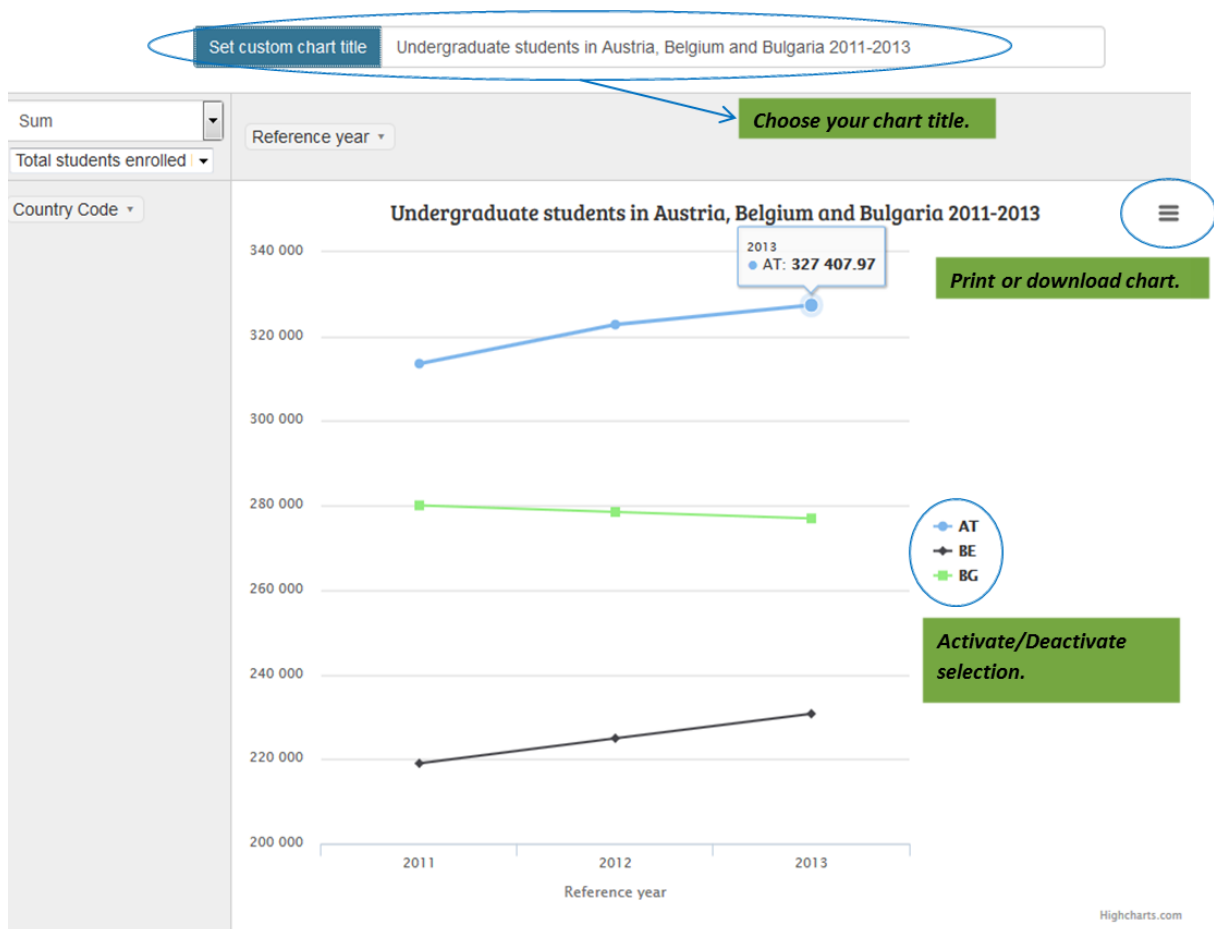 Set custom chart title Undergraduate students in Austria, Belgium and Bulgaria 2011-2013
Choose your chart title.
Sum
Total students enrolled
Reference year
Country Code
Undergraduate students in Austria, Belgium and Bulgaria 2011-2013
2013
AT: 327 407.97
Print or download chart.
340 000
320 000
300 000
280 000
260 000
240 000
220 000
200 000
AT
BE
BG
Activate/Deactivate
selection.
2011 2012 2013
Reference year
Highcharts.com